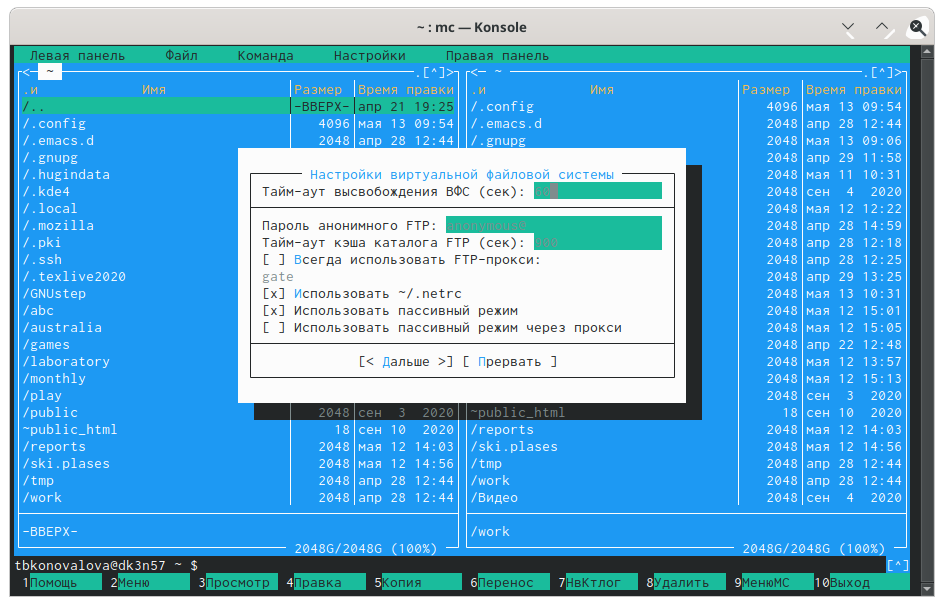 ~ : mc — Konsole
Левая панель Файл Команда Настройки Правая панель
<— ~ .[^]> <— ~ .[^]>
.и Имя Размер Время правки .и Имя Размер Время правки
/.. -ВВЕРХ- апр 21 19:25 /.config 4096 мая 13 09:54
/.config 4096 мая 13 09:54 /.emacs.d 2048 апр 28 12:44
/.emacs.d 2048 апр 28 12:44 /.gnupg 2048 мая 13 09:06
/.gnupg 2048 апр 29 11:58
/.hugindata Настройки виртуальной файловой системы 2048 мая 11 10:31
/.kde4 Тайм-аут высвобождения ВФС (сек): 2048 сен 4 2020
/.local 2048 мая 12 12:22
/.mozilla Пароль анонимного FTP: 2048 апр 28 14:59
/.pki Тайм-аут кэша каталога FTP (сек): 2048 апр 28 12:18
/.ssh [ ] Всегда использовать FTP-прокси: 2048 апр 28 12:25
/.texlive2020 gate 2048 апр 29 13:25
/GNUstep [x] Использовать ~/.netrc 2048 мая 13 10:31
/abc [x] Использовать пассивный режим 2048 мая 12 15:01
/australia [ ] Использовать пассивный режим через прокси 2048 мая 12 15:05
/games 2048 апр 22 12:48
/laboratory [< Дальше >] [ Прервать ] 2048 мая 12 13:57
/monthly 2048 мая 12 15:13
/play 2048 сен 3 2020
/public 2048 сен 3 2020 ~public_html 18 сен 10 2020
~public_html 18 сен 10 2020 /reports 2048 мая 12 14:03
/reports 2048 мая 12 14:03 /ski.plases 2048 мая 12 14:56
/ski.plases 2048 мая 12 14:56 /tmp 2048 апр 28 12:44
/tmp 2048 апр 28 12:44 /work 2048 апр 28 12:44
/work 2048 апр 28 12:44 /Видео 2048 сен 4 2020
-ВВЕРХ- /work
2048G/2048G (100%) 2048G/2048G (100%)
tbkonovalova@dk3n57 ~ $ [^]
1Помощь 2Меню 3Просмотр 4Правка 5Копия 6Перенос 7НвКтлог 8Удалить 9МенюМС 10Выход